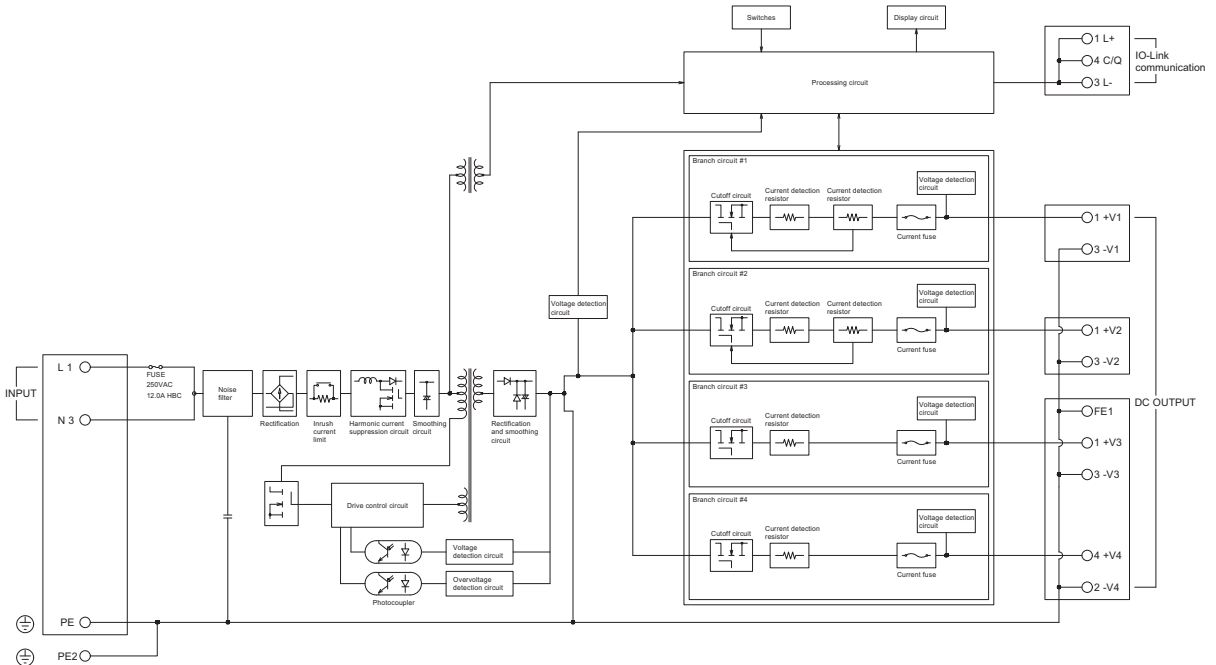 Switches
Display circuit
Processing circuit
1 L+
4 C/Q
3 L-
IO-Link
communication
Branch circuit #1
Cutoff circuit
Current detection
resistor
Current detection
resistor
Voltage detection
circuit
Current fuse
1 +V1
3 -V1
Branch circuit #2
Cutoff circuit
Current detection
resistor
Current detection
resistor
Voltage detection
circuit
Current fuse
1 +V2
3 -V2
Voltage detection
circuit
Branch circuit #3
Cutoff circuit
Current detection
resistor
Voltage detection
circuit
Current fuse
FE1
1 +V3
3 -V3
DC OUTPUT
Branch circuit #4
Cutoff circuit
Current detection
resistor
Voltage detection
circuit
Current fuse
4 +V4
2 -V4
INPUT
L 1
N 3
FUSE
250VAC
12.0A HBC
Noise
filter
Rectification
Inrush
current
limit
Harmonic current
suppression circuit
Smoothing
circuit
Rectification
and smoothing
circuit
Drive control circuit
Voltage
detection circuit
Overvoltage
detection circuit
Photocoupler
PE
PE2